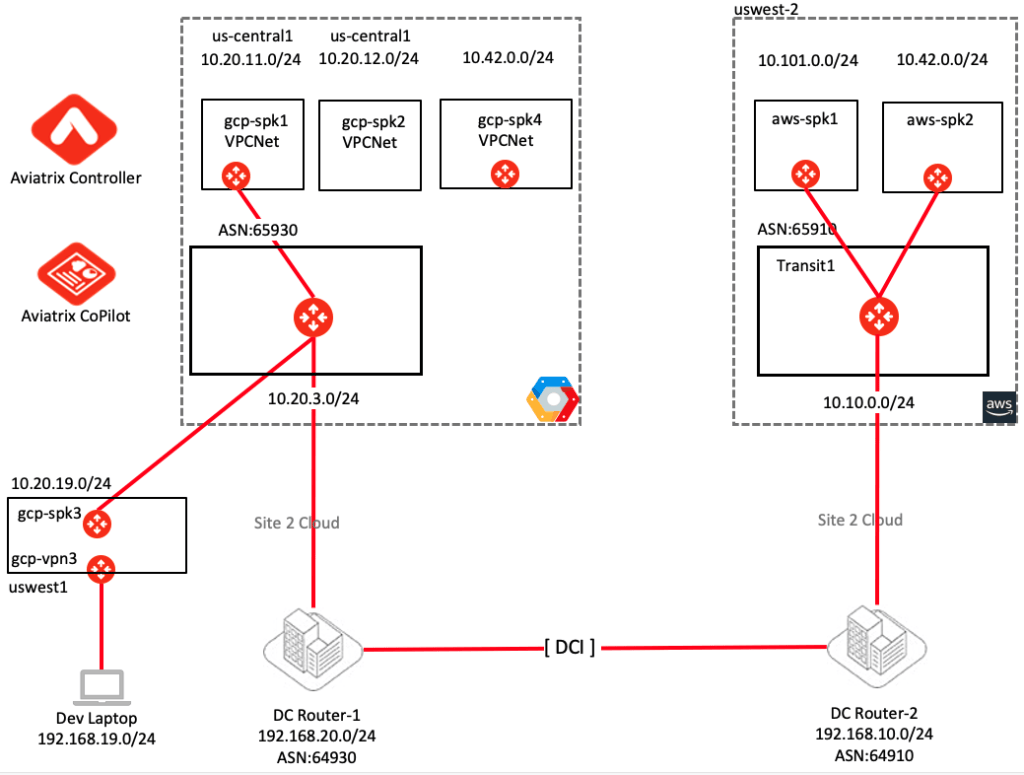 uswest-2
us-central1
10.20.11.0/24
us-central1
10.20.12.0/24
10.42.0.0/24
10.101.0.0/24
10.42.0.0/24
gcp-spk1
VPCNet
gcp-spk2
VPCNet
gcp-spk4
VPCNet
aws-spk1
aws-spk2
Aviatrix Controller
ASN:65930
ASN:65910
Transit1
Aviatrix CoPilot
10.20.3.0/24
10.10.0.0/24
aws
10.20.19.0/24
gcp-spk3
gcp-vpn3
uswest1
Site 2 Cloud
Site 2 Cloud
[ DCI ]
Dev Laptop
192.168.19.0/24
DC Router-1
192.168.20.0/24
ASN:64930
DC Router-2
192.168.10.0/24
ASN:64910